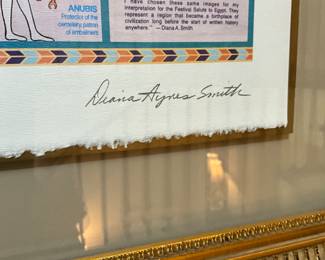 ANUBIS
Protector of the
cemetery, patron
of embalmers
I have chosen these same images for my
interpretation for the Festival Salute to Egypt. They
represent a region that became a birthplace of
civilization long before the start of written history
anywhere." — Diana A. Smith
Diana Aynes Smith